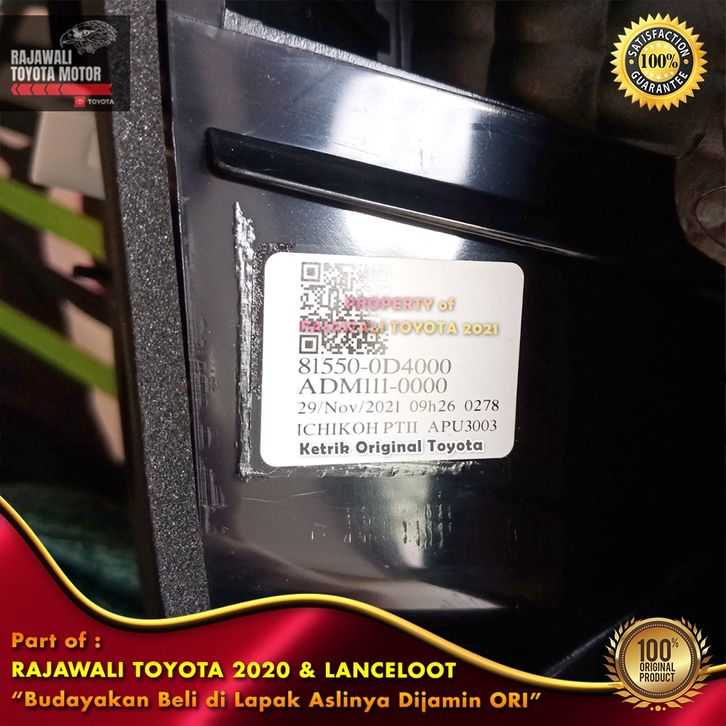 RAJAWALI
TOYOTA MOTOR
TOYOTA
SATISFACTION
100%
GUARANTEE
PROPERTY of
RAJAWALI TOYOTA 2021
81550-0D4000
ADM111-0000
29/Nov/2021 09h26 0278
ICHIKOH PTII APU3003
Ketrik Original Toyota
Part of :
RAJAWALI TOYOTA 2020 & LANCELOOT
“Budayakan Beli di Lapak Aslinya Dijamin ORI”
100%
ORIGINAL
PRODUCT